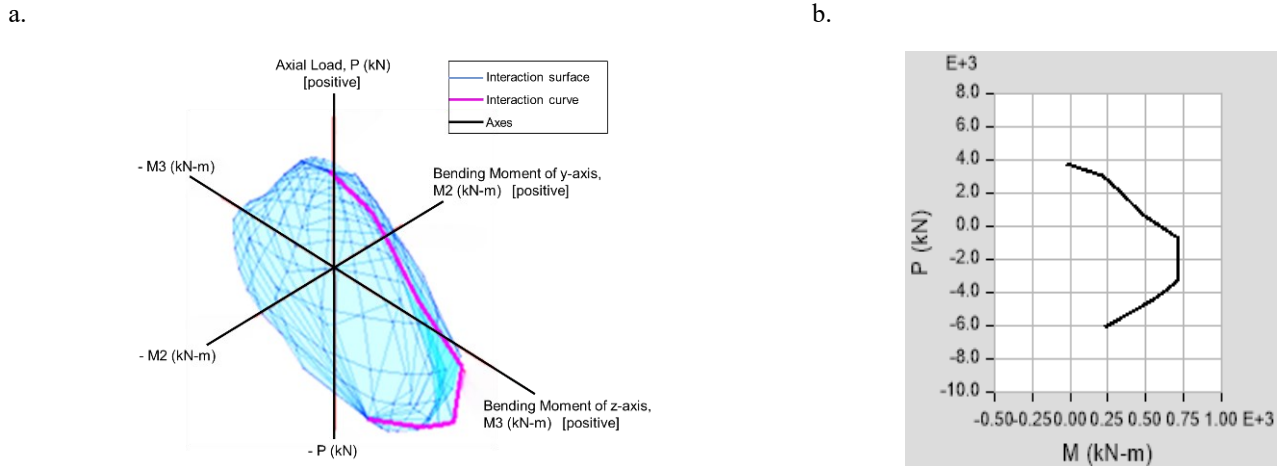 a.
b.
Axial Load, P (kN)
[positive]
Interaction surface
Interaction curve
Axes
- M3 (kN-m)
Bending Moment of y-axis,
M2 (kN-m) [positive]
- M2 (kN-m)
Bending Moment of z-axis,
M3 (kN-m) [positive]
- P (kN)
E+3
8.0
6.0
4.0
2.0
0.0
-2.0
-4.0
-6.0
-8.0
-10.0
P (kN)
-0.50 -0.25 0.00 0.25 0.50 0.75 1.00 E+3
M (kN-m)